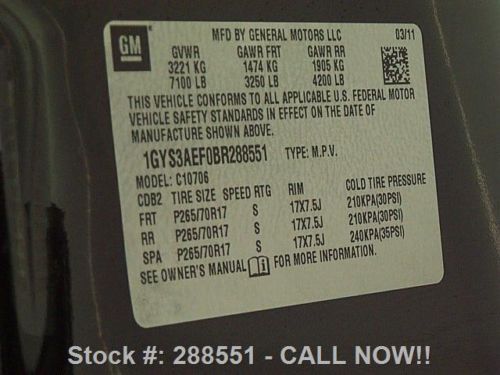 GM
MFD BY GENERAL MOTORS LLC 03/11
GVWR GAWR FRT GAWR RR
3221 KG 1474 KG 1905 KG
7100 LB 3250 LB 4200 LB
THIS VEHICLE CONFORMS TO ALL APPLICABLE U.S. FEDERAL MOTOR
VEHICLE SAFETY STANDARDS IN EFFECT ON THE DATE OF
MANUFACTURE SHOWN ABOVE.
1GYS3AEF0BR288551 TYPE: M.P.V.
MODEL: C10706
CDB2 TIRE SIZE SPEED RTG RIM COLD TIRE PRESSURE
FRT P265/70R17 S 17X7.5J 210KPA(30PSI)
RR P265/70R17 S 17X7.5J 210KPA(30PSI)
SPA P265/70R17 S 17X7.5J 240KPA(35PSI)
SEE OWNER'S MANUAL FOR MORE INFORMATION.
Stock #: 288551 - CALL NOW!!